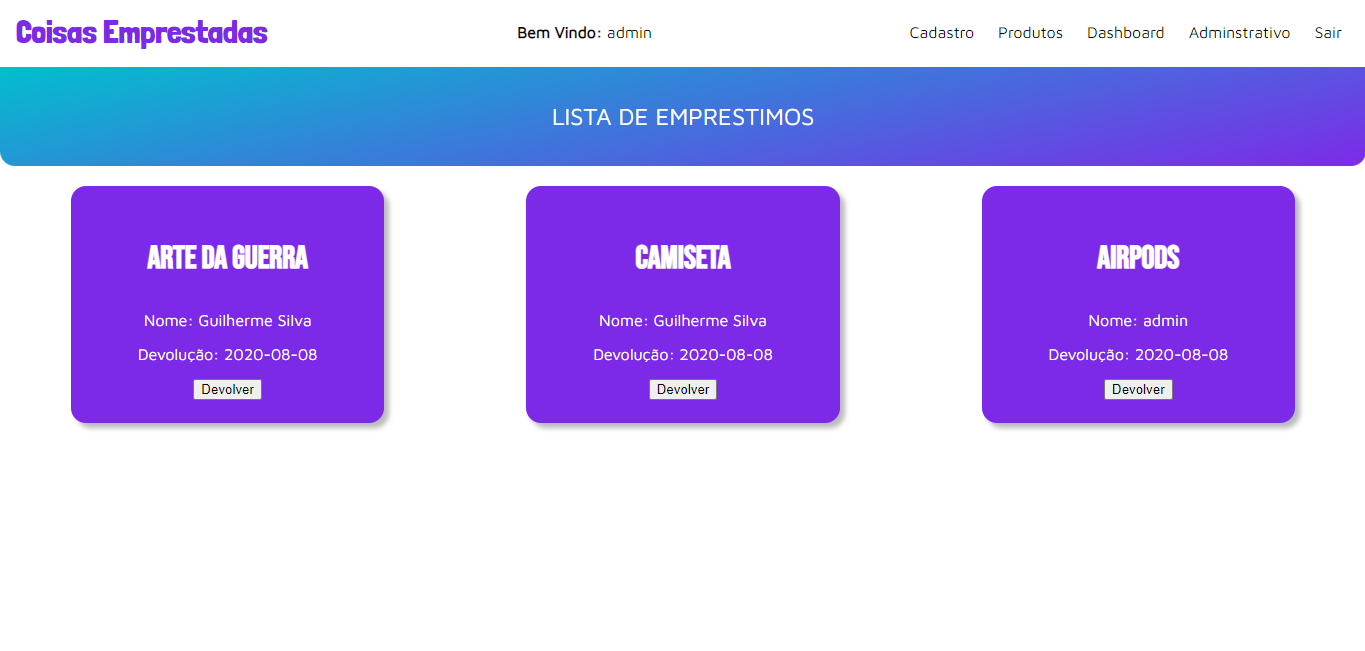 Coisas Emprestadas
Bem Vindo: admin
Cadastro Produtos Dashboard Adminstrativo Sair
LISTA DE EMPRESTIMOS
ARTE DA GUERRA
Nome: Guilherme Silva
Devolução: 2020-08-08
Devolver
CAMISETA
Nome: Guilherme Silva
Devolução: 2020-08-08
Devolver
AIRPODS
Nome: admin
Devolução: 2020-08-08
Devolver